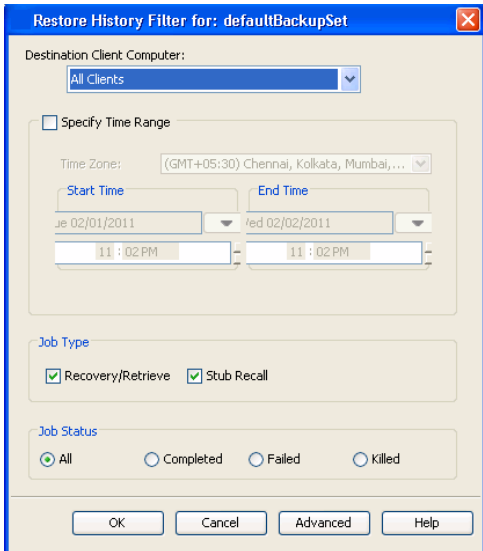 Restore History Filter for: defaultBackupSet
Destination Client Computer:
All Clients
Specify Time Range
Time Zone: (GMT+05:30) Chennai, Kolkata, Mumbai,...
Start Time End Time
ue 02/01/2011 ed 02/02/2011
11 : 02 PM 11 : 02 PM
Job Type
Recovery/Retrieve Stub Recall
Job Status
All Completed Failed Killed
OK Cancel Advanced Help